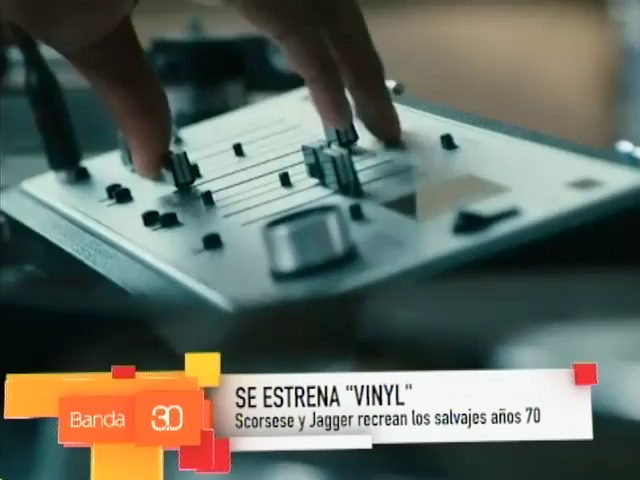 SE ESTRENA "VINYL"
Scorsese y Jagger recrean los salvajes años 70
Banda 30